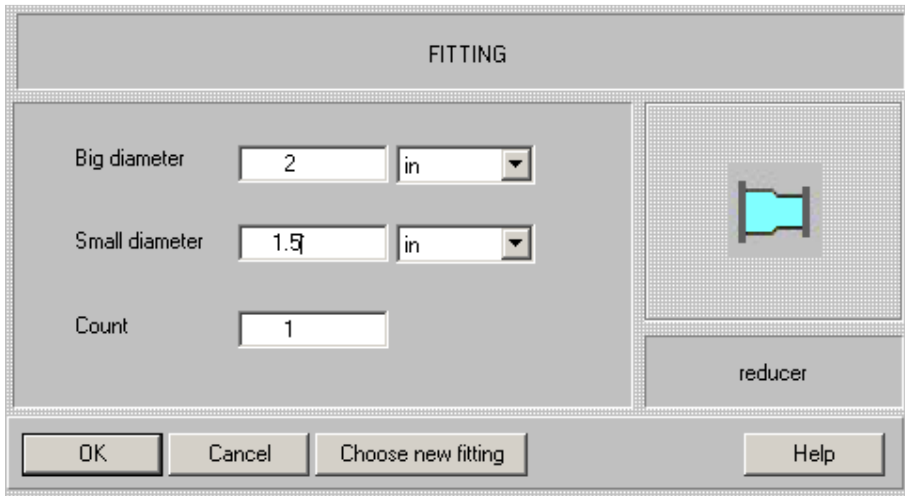 FITTING
Big diameter 2 in
Small diameter 1.5 in
Count 1
reducer
OK Cancel Choose new fitting Help